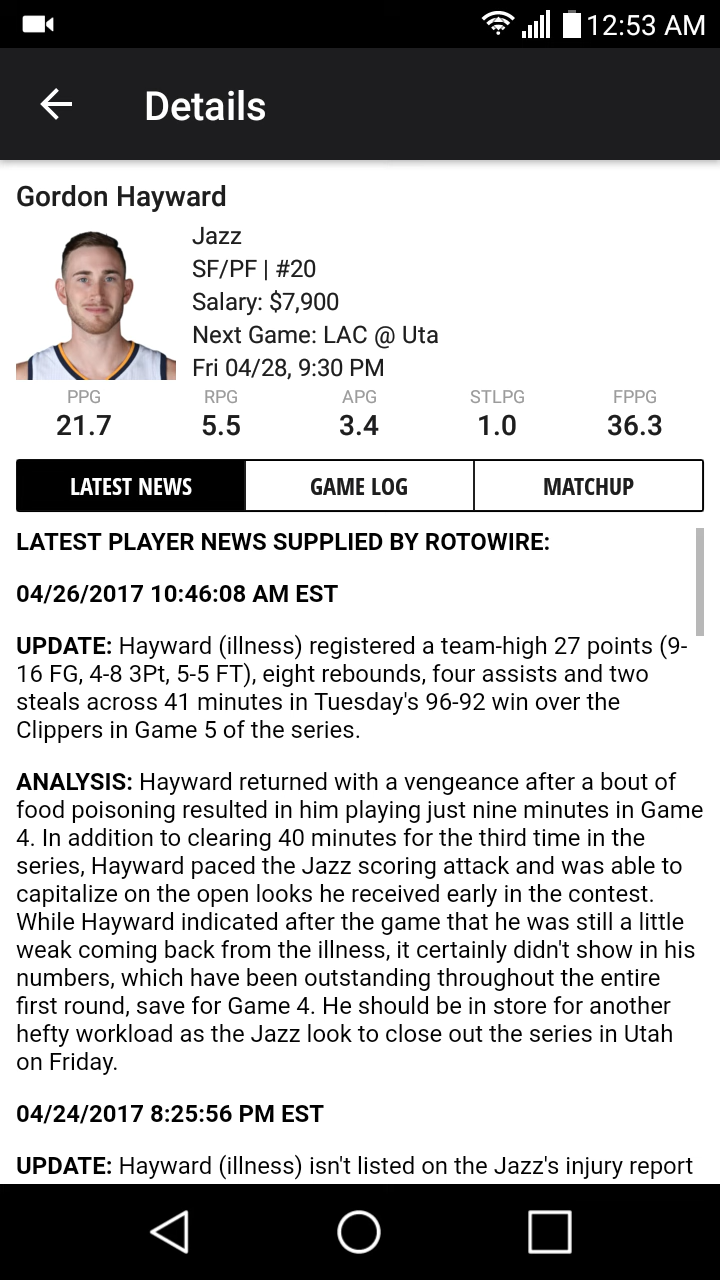 12:53 AM
Details
Gordon Hayward
Jazz
SF/PF | #20
Salary: $7,900
Next Game: LAC @ Uta
Fri 04/28, 9:30 PM
PPG RPG APG STLPG FPPG
21.7 5.5 3.4 1.0 36.3
LATEST NEWS GAME LOG MATCHUP
LATEST PLAYER NEWS SUPPLIED BY ROTOWIRE:
04/26/2017 10:46:08 AM EST
UPDATE: Hayward (illness) registered a team-high 27 points (9-
16 FG, 4-8 3Pt, 5-5 FT), eight rebounds, four assists and two
steals across 41 minutes in Tuesday's 96-92 win over the
Clippers in Game 5 of the series.
ANALYSIS: Hayward returned with a vengeance after a bout of
food poisoning resulted in him playing just nine minutes in Game
4. In addition to clearing 40 minutes for the third time in the
series, Hayward paced the Jazz scoring attack and was able to
capitalize on the open looks he received early in the contest.
While Hayward indicated after the game that he was still a little
weak coming back from the illness, it certainly didn't show in his
numbers, which have been outstanding throughout the entire
first round, save for Game 4. He should be in store for another
hefty workload as the Jazz look to close out the series in Utah
on Friday.
04/24/2017 8:25:56 PM EST
UPDATE: Hayward (illness) isn't listed on the Jazz's injury report